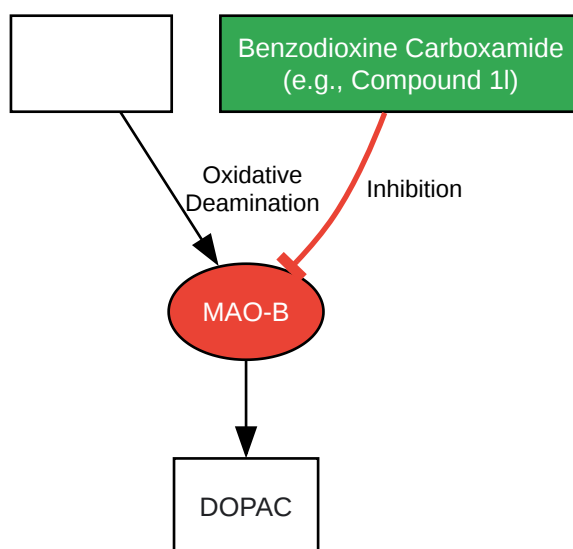 Benzodioxine Carboxamide
(e.g., Compound 1l)
Oxidative
Deamination
Inhibition
MAO-B
DOPAC